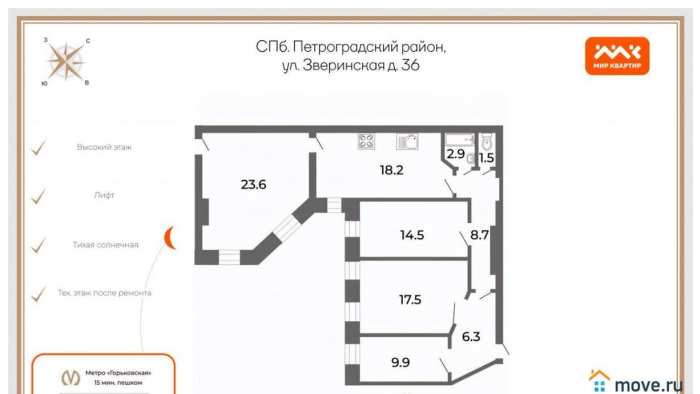 З
С
Ю
В
СПб. Петроградский район,
ул. Зверинская д. 36
МИР КВАРТИР
Высокий этаж
Лифт
Тихая солнечная
Тех. этаж после ремонта
23.6
18.2
2.9
1.5
14.5
8.7
17.5
6.3
9.9
Метро «Горьковская»
15 мин. пешком
move.ru